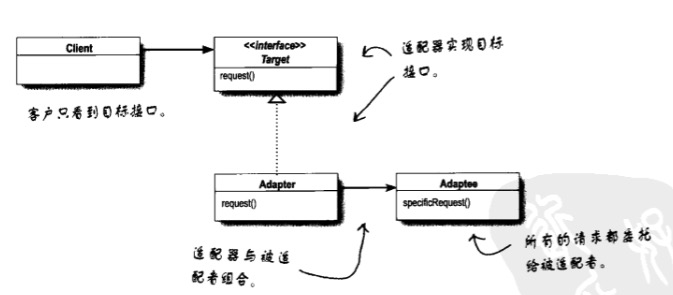 Client
<<interface>>
Target
request()
适配器实现目标
接口。
客户只看到目标接口。
Adapter
request()
Adaptee
specificRequest()
适配器与被适
配者组合。
所有的请求都委托
给被适配者。